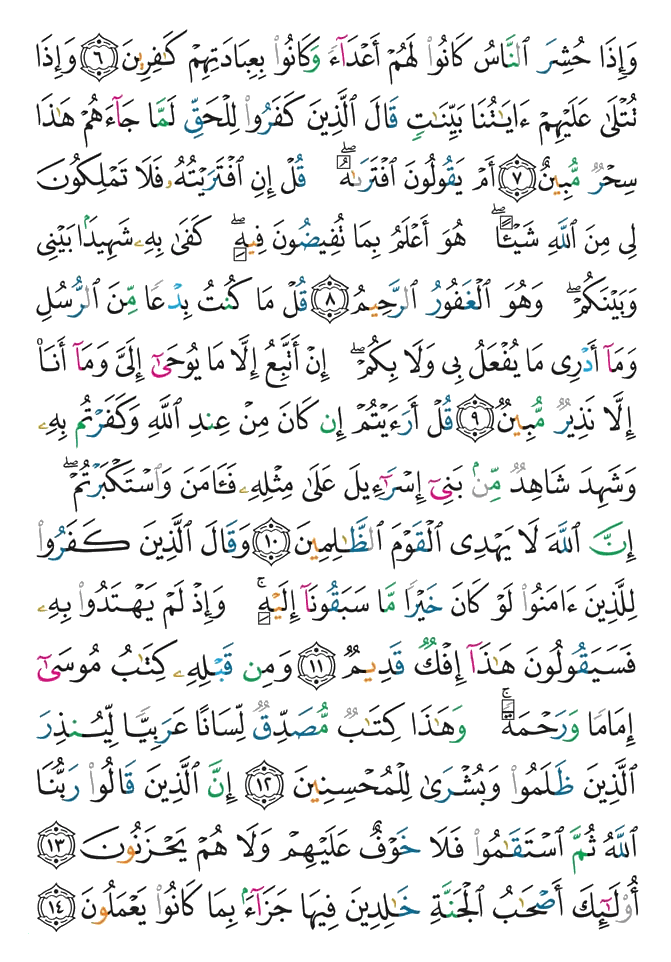 وَإِذَا حُشِرَ ٱلنَّاسُ كَانُوا۟ لَهُمْ أَعْدَآءً وَكَانُوا۟ بِعِبَادَتِهِمْ كَـٰفِرِينَ ٦ وَإِذَا
تُتْلَىٰ عَلَيْهِمْ ءَايَـٰتُنَا بَيِّنَـٰتٍ قَالَ ٱلَّذِينَ كَفَرُوا۟ لِلْحَقِّ لَمَّا جَآءَهُمْ هَـٰذَا
سِحْرٌ مُّبِينٌ ٧ أَمْ يَقُولُونَ ٱفْتَرَىٰهُ ۖ قُلْ إِنِ ٱفْتَرَيْتُهُۥ فَلَا تَمْلِكُونَ
لِى مِنَ ٱللَّهِ شَيْـًٔا ۖ هُوَ أَعْلَمُ بِمَا تُفِيضُونَ فِيهِ ۖ كَفَىٰ بِهِۦ شَهِيدًۢا بَيْنِى
وَبَيْنَكُمْ ۖ وَهُوَ ٱلْغَفُورُ ٱلرَّحِيمُ ٨ قُلْ مَا كُنتُ بِدْعًا مِّنَ ٱلرُّسُلِ
وَمَآ أَدْرِى مَا يُفْعَلُ بِى وَلَا بِكُمْ ۖ إِنْ أَتَّبِعُ إِلَّا مَا يُوحَىٰٓ إِلَىَّ وَمَآ أَنَا۠
إِلَّا نَذِيرٌ مُّبِينٌ ٩ قُلْ أَرَءَيْتُمْ إِن كَانَ مِنْ عِندِ ٱللَّهِ وَكَفَرْتُم بِهِۦ
وَشَهِدَ شَاهِدٌ مِّنۢ بَنِىٓ إِسْرَٰٓءِيلَ عَلَىٰ مِثْلِهِۦ فَـَٔامَنَ وَٱسْتَكْبَرْتُمْ ۖ
إِنَّ ٱللَّهَ لَا يَهْدِى ٱلْقَوْمَ ٱلظَّـٰلِمِينَ ١٠ وَقَالَ ٱلَّذِينَ كَفَرُوا۟
لِلَّذِينَ ءَامَنُوا۟ لَوْ كَانَ خَيْرًا مَّا سَبَقُونَآ إِلَيْهِ ۚ وَإِذْ لَمْ يَهْتَدُوا۟ بِهِۦ
فَسَيَقُولُونَ هَـٰذَآ إِفْكٌ قَدِيمٌ ١١ وَمِن قَبْلِهِۦ كِتَـٰبُ مُوسَىٰٓ
إِمَامًا وَرَحْمَةً ۚ وَهَـٰذَا كِتَـٰبٌ مُّصَدِّقٌ لِّسَانًا عَرَبِيًّا لِّيُنذِرَ
ٱلَّذِينَ ظَلَمُوا۟ وَبُشْرَىٰ لِلْمُحْسِنِينَ ١٢ إِنَّ ٱلَّذِينَ قَالُوا۟ رَبُّنَا
ٱللَّهُ ثُمَّ ٱسْتَقَـٰمُوا۟ فَلَا خَوْفٌ عَلَيْهِمْ وَلَا هُمْ يَحْزَنُونَ ١٣
أُو۟لَـٰٓئِكَ أَصْحَـٰبُ ٱلْجَنَّةِ خَـٰلِدِينَ فِيهَا جَزَآءًۢ بِمَا كَانُوا۟ يَعْمَلُونَ ١٤